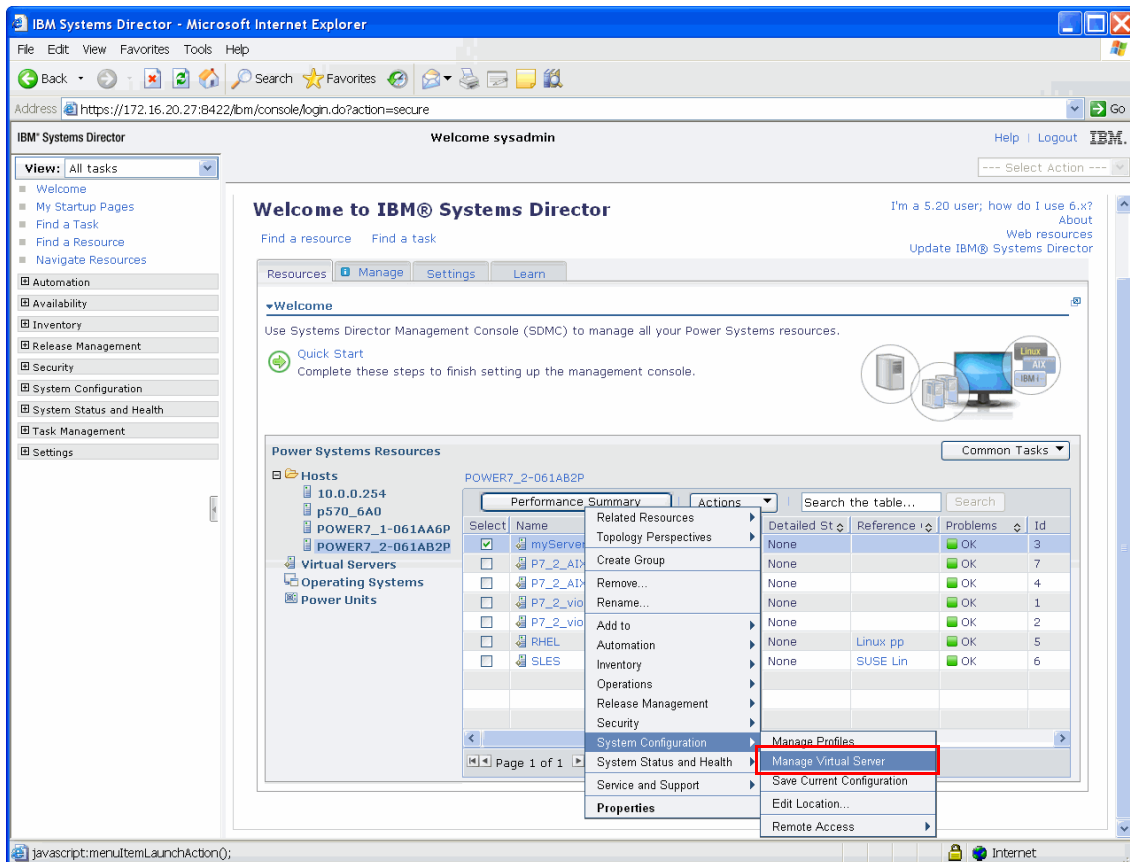 IBM Systems Director - Microsoft Internet Explorer
File Edit View Favorites Tools Help
Back Search Favorites
Address https://172.16.20.27:8422/ibm/console/login.do?action=secure Go
IBM® Systems Director Welcome sysadmin Help Logout IBM.
View: All tasks
--- Select Action ---
Welcome
My Startup Pages
Find a Task
Find a Resource
Navigate Resources
Automation
Availability
Inventory
Release Management
Security
System Configuration
System Status and Health
Task Management
Settings
Welcome to IBM® Systems Director
I'm a 5.20 user; how do I use 6.x?
About
Web resources
Update IBM® Systems Director
Find a resource Find a task
Resources Manage Settings Learn
Welcome
Use Systems Director Management Console (SDMC) to manage all your Power Systems resources.
Quick Start
Complete these steps to finish setting up the management console.
Linux
AIX
IBM i
Power Systems Resources
Common Tasks
Hosts
10.0.0.254
p570_6A0
POWER7_1-061AA6P
POWER7_2-061AB2P
Virtual Servers
Operating Systems
Power Units
POWER7_2-061AB2P
Performance Summary Actions Search the table... Search
Select Name Detailed St Reference Problems Id
myServer None OK 3
P7_2_AIX None OK 7
P7_2_AIX None OK 4
P7_2_vio None OK 1
P7_2_vio None OK 2
RHEL None Linux pp OK 5
SLES None SUSE Lin OK 6
Page 1 of 1
Related Resources
Topology Perspectives
Create Group
Remove...
Rename...
Add to
Automation
Inventory
Operations
Release Management
Security
System Configuration
System Status and Health
Service and Support
Properties
Manage Profiles
Manage Virtual Server
Save Current Configuration
Edit Location...
Remote Access
javascript:menuItemLaunchAction(); Internet